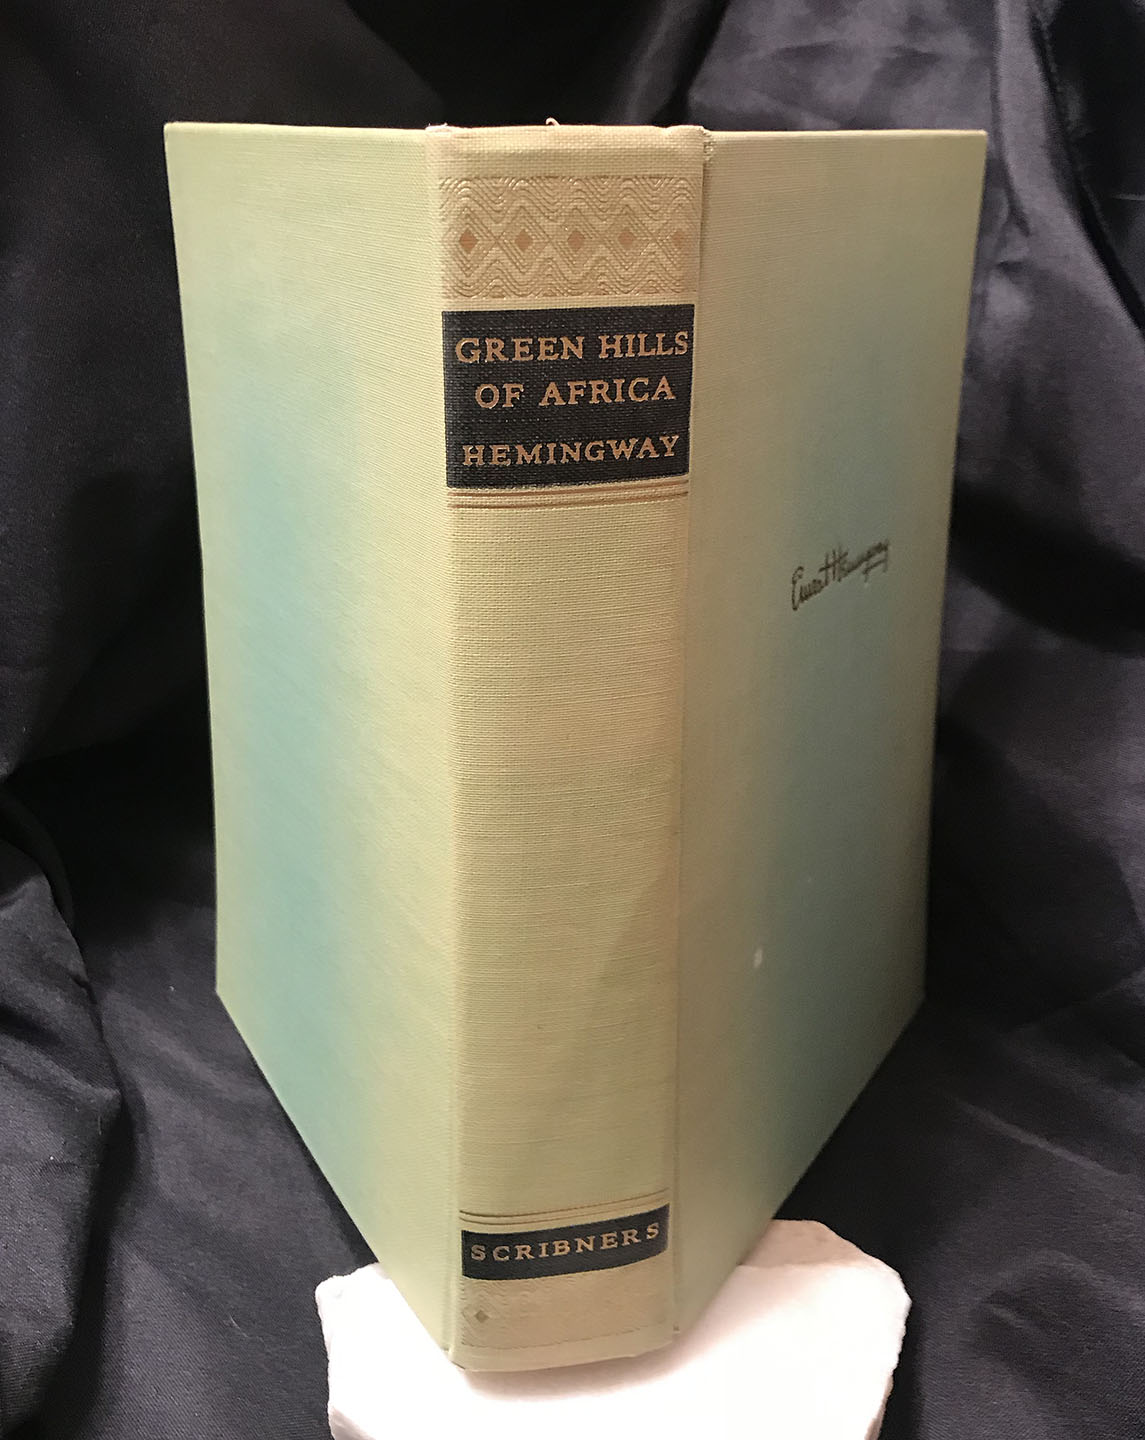 GREEN HILLS
OF AFRICA
HEMINGWAY
Ernest Hemingway
SCRIBNERS